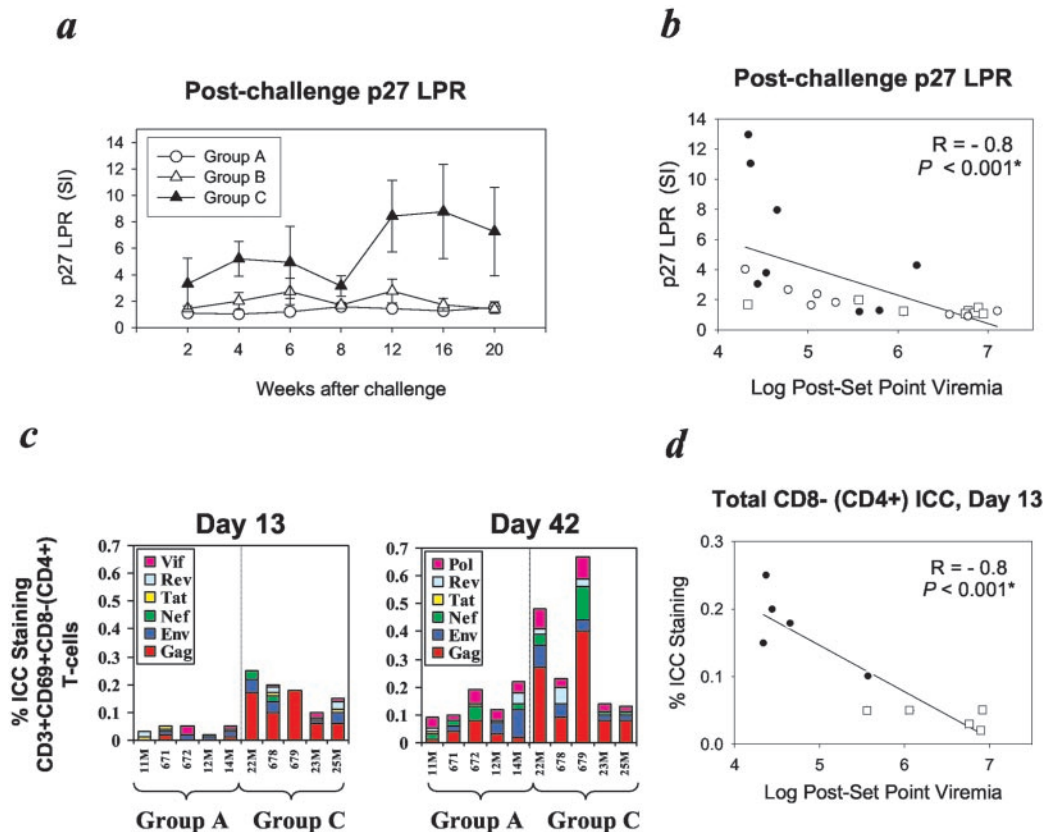 a
Post-challenge p27 LPR
p27 LPR (SI)
14
12
10
8
6
4
2
0
Group A
Group B
Group C
2 4 6 8 12 16 20
Weeks after challenge
b
Post-challenge p27 LPR
p27 LPR (SI)
14
12
10
8
6
4
2
0
R = - 0.8
P < 0.001*
4 5 6 7
Log Post-Set Point Viremia
c
% ICC Staining
CD3+CD69+CD8-(CD4+)
T-cells
Day 13
0.7
0.6
0.5
0.4
0.3
0.2
0.1
0
Vif
Rev
Tat
Nef
Env
Gag
11M 671 672 12M 14M 22M 678 679 23M 25M
Group A Group C
Day 42
0.7
0.6
0.5
0.4
0.3
0.2
0.1
0
Pol
Rev
Tat
Nef
Env
Gag
11M 671 672 12M 14M 22M 678 679 23M 25M
Group A Group C
d
Total CD8- (CD4+) ICC, Day 13
% ICC Staining
0.3
0.2
0.1
0.0
R = - 0.8
P < 0.001*
4 5 6 7
Log Post-Set Point Viremia